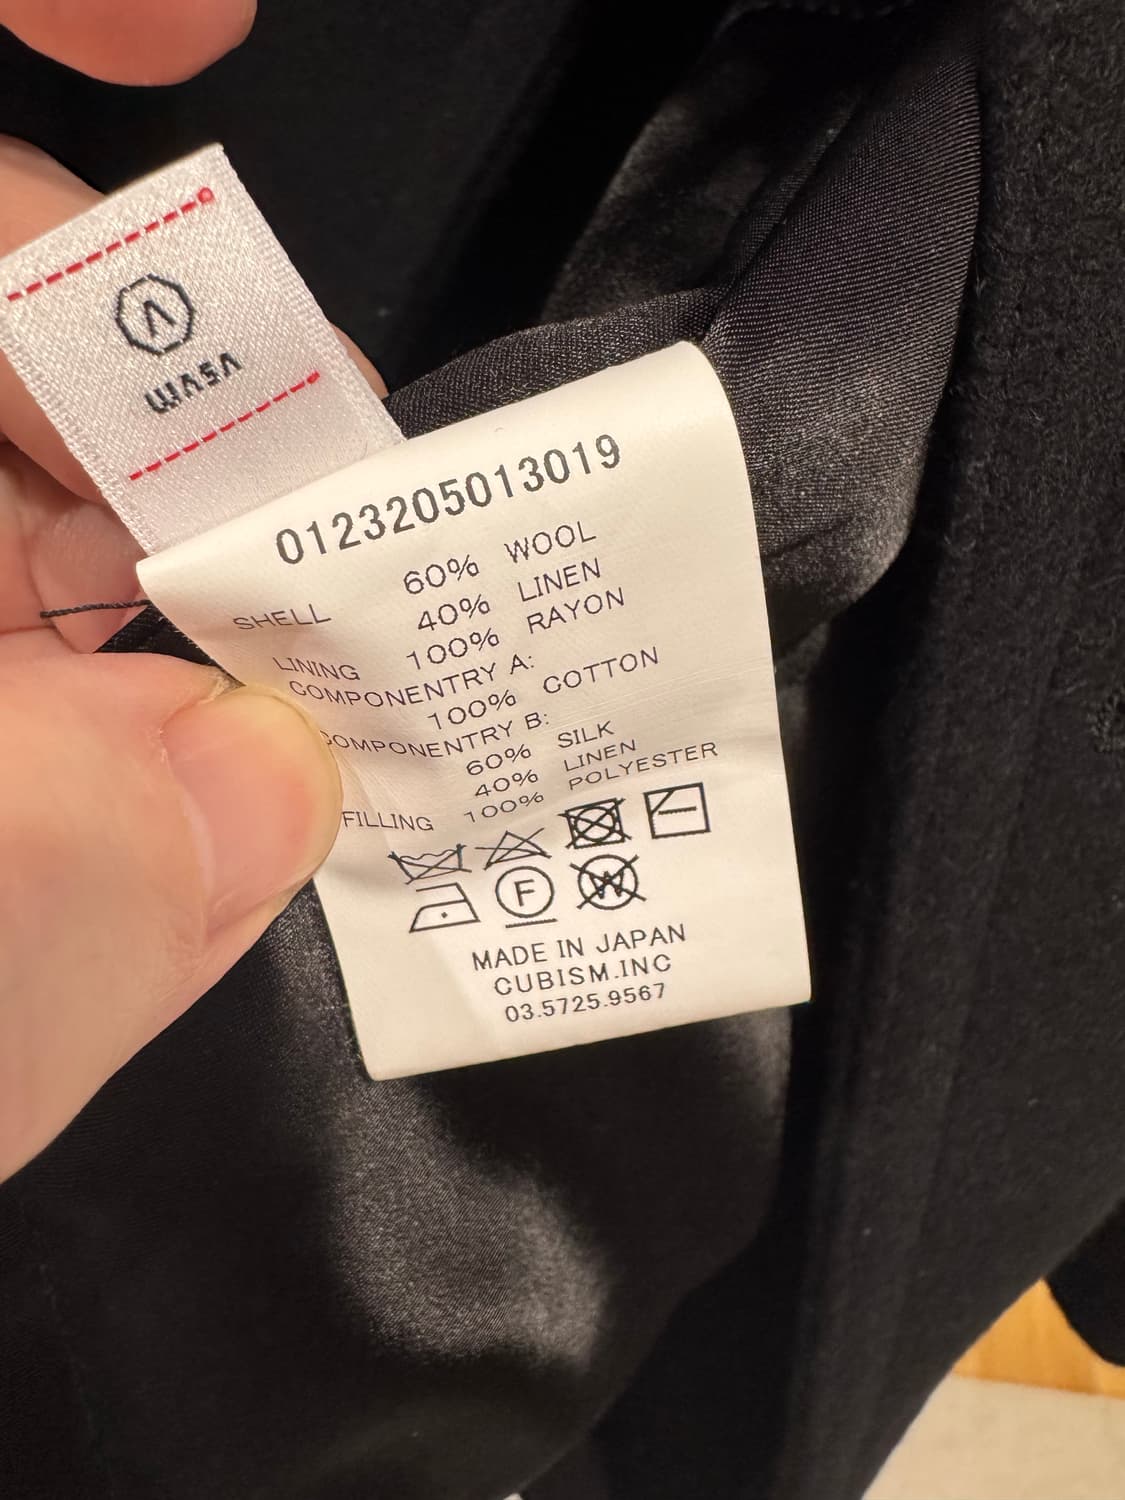 WASA
0123205013019
SHELL 60% WOOL
40% LINEN
LINING 100% RAYON
COMPONENTRY A:
100% COTTON
COMPONENTRY B:
60% SILK
40% LINEN
FILLING 100% POLYESTER
F
W
MADE IN JAPAN
CUBISM.INC
03.5725.9567